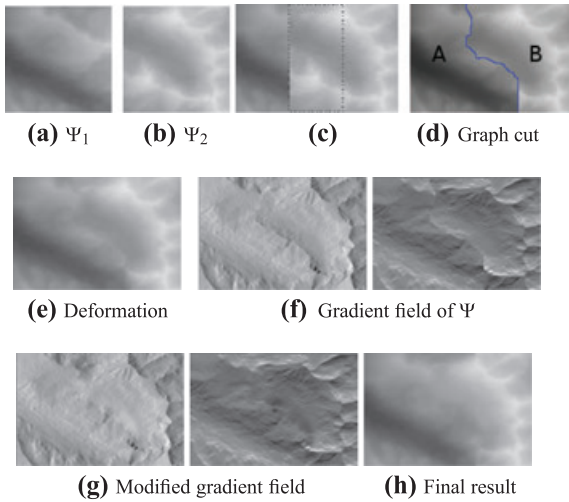 A B
(a) Ψ1 (b) Ψ2 (c) (d) Graph cut
(e) Deformation (f) Gradient field of Ψ
(g) Modified gradient field (h) Final result